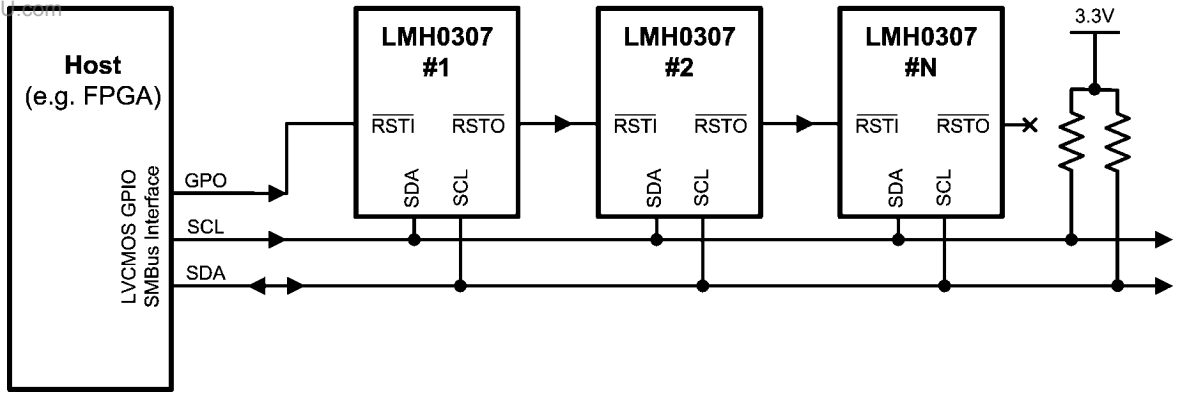 U.com
Host
(e.g. FPGA)
LVCMOS GPIO
SMBus Interface
GPO
SCL
SDA
LMH0307
#1
RSTI
RSTO
SDA
SCL
LMH0307
#2
RSTI
RSTO
SDA
SCL
LMH0307
#N
RSTI
RSTO
SDA
SCL
3.3V